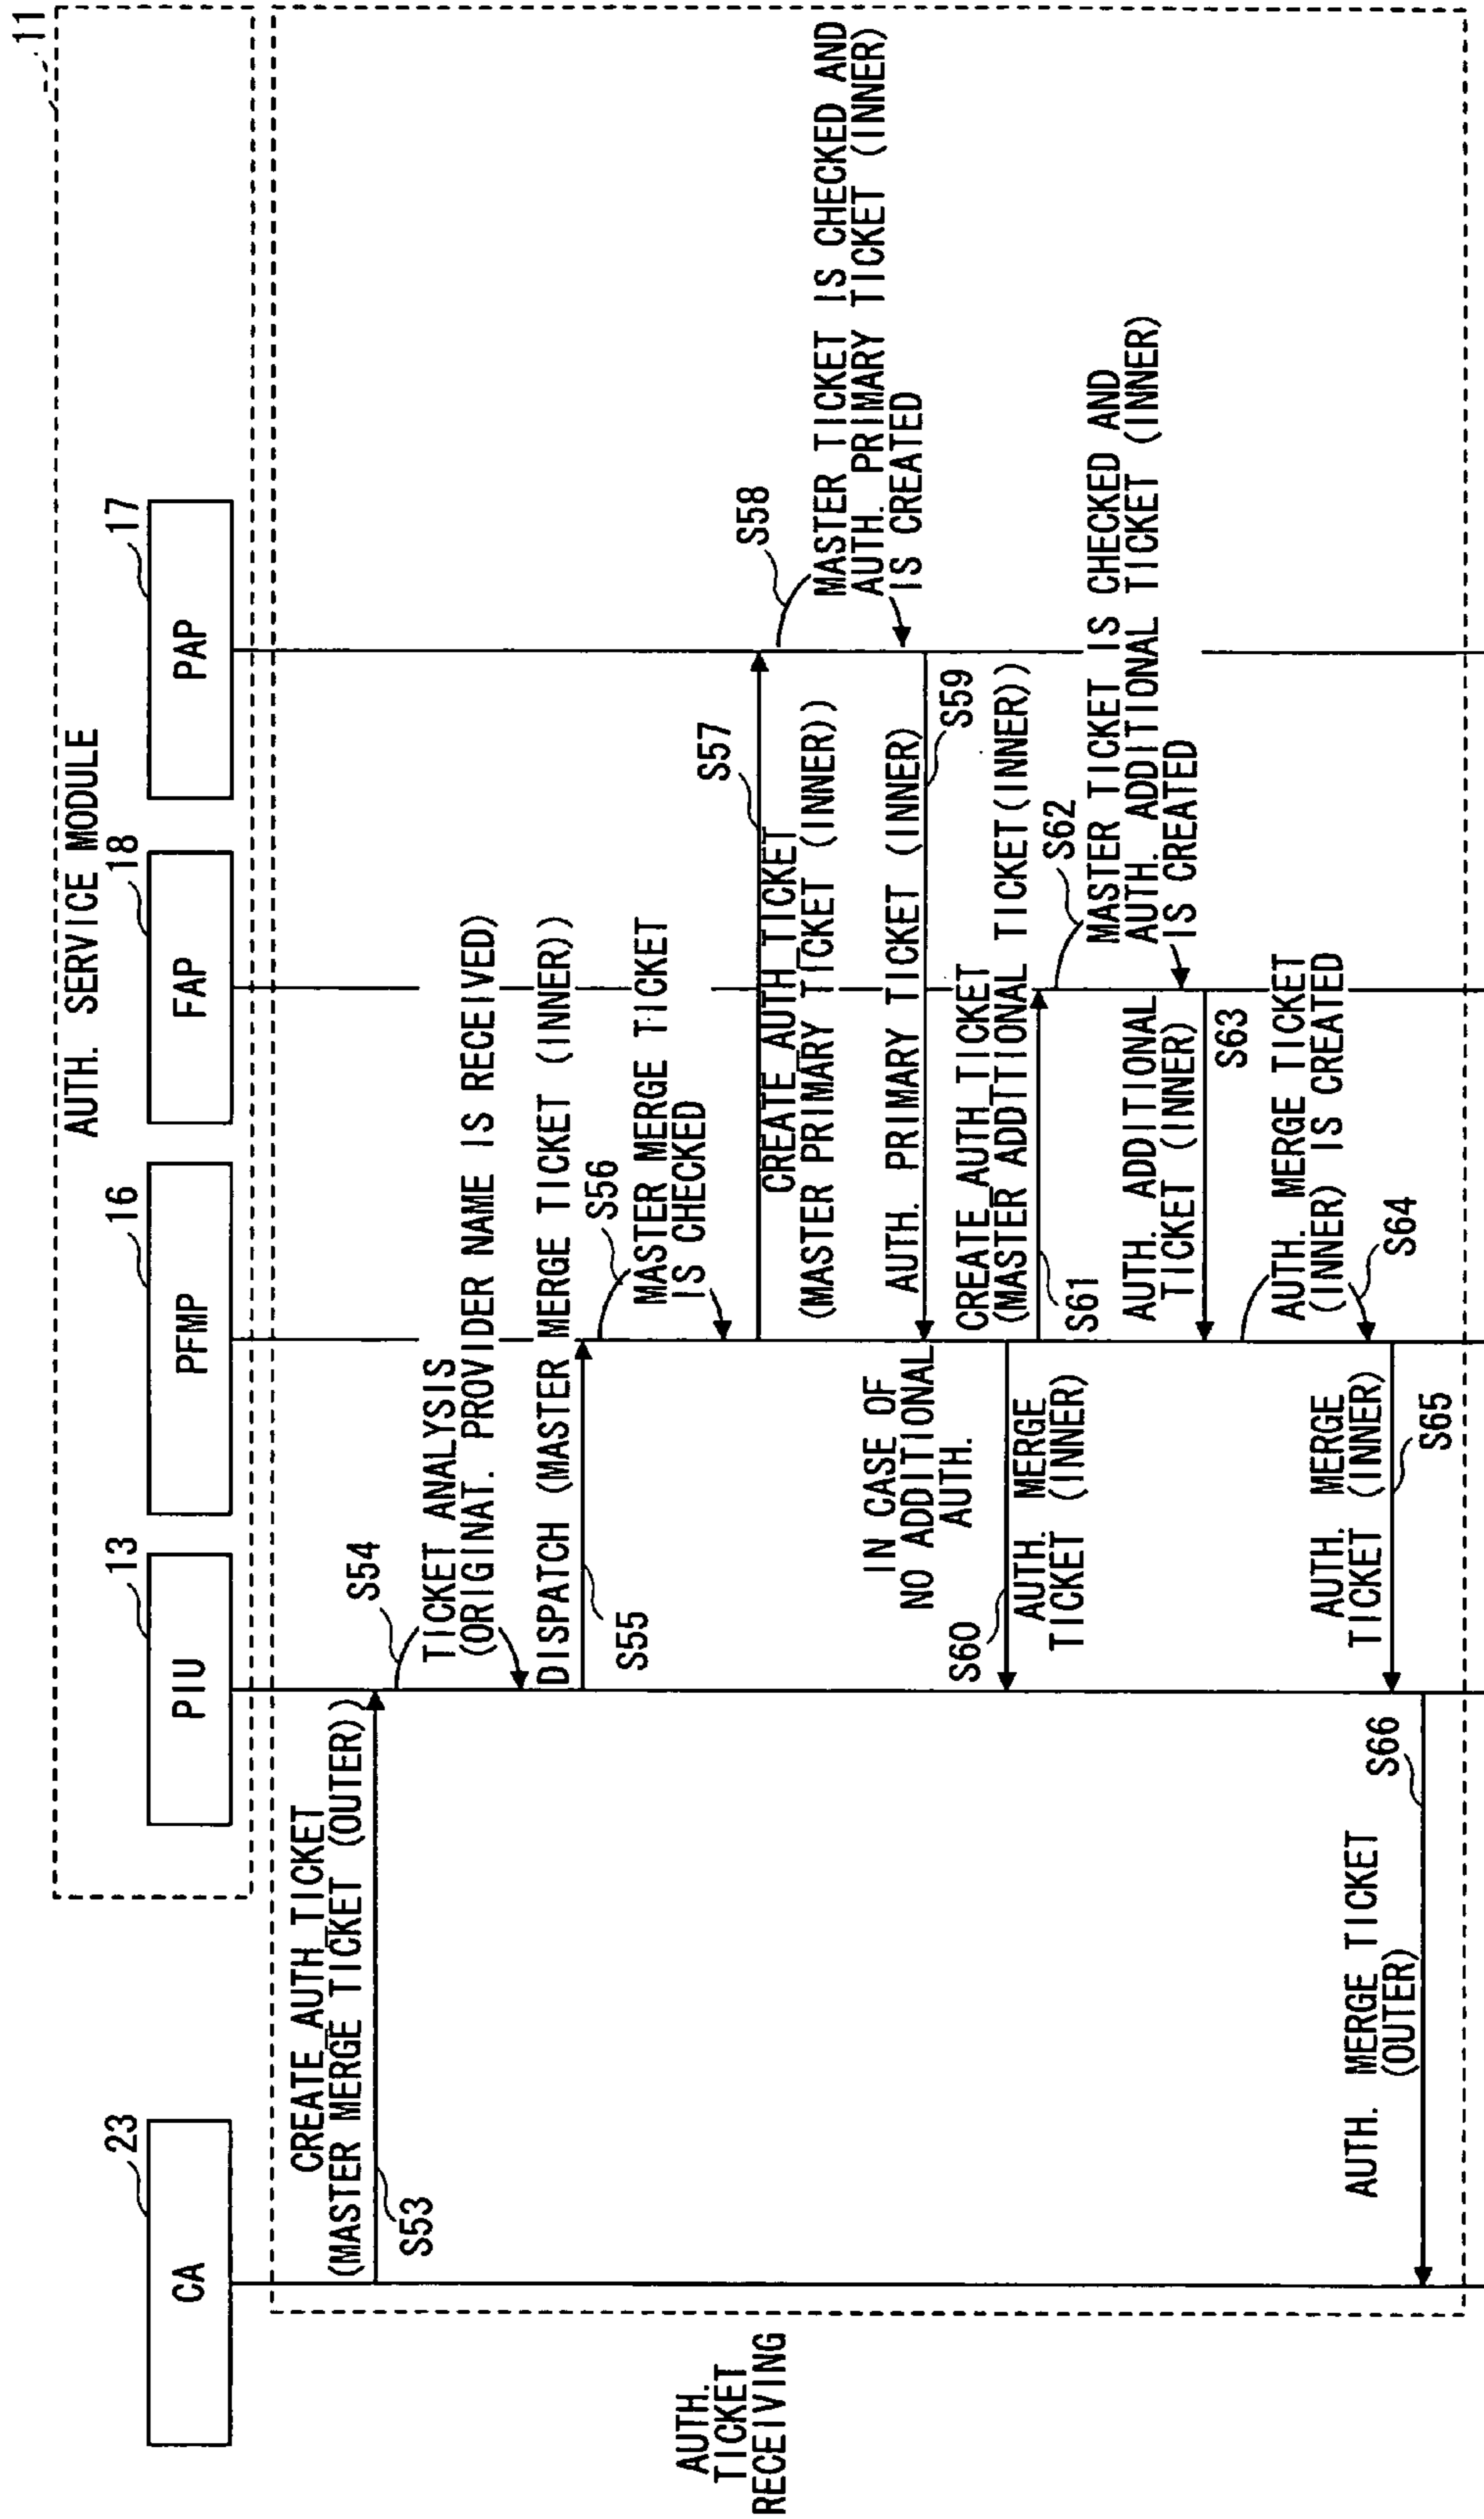 11
AUTH. SERVICE MODULE
23
CA
13
PIU
16
PFMP
18
FAP
17
PAP
AUTH.
TICKET
RECEIVING
CREATE_AUTH TICKET
(MASTER MERGE TICKET (OUTER))
S53
S54
TICKET ANALYSIS
(ORIGINAT. PROVIDER NAME IS RECEIVED)
DISPATCH (MASTER MERGE TICKET (INNER))
S55
S56
MASTER MERGE TICKET
IS CHECKED
S57
CREATE_AUTH TICKET
(MASTER PRIMARY TICKET (INNER))
S58
MASTER TICKET IS CHECKED AND
AUTH. PRIMARY TICKET (INNER)
IS CREATED
AUTH. PRIMARY TICKET (INNER)
S59
IN CASE OF
NO ADDITIONAL
AUTH.
S60
AUTH. MERGE
TICKET (INNER)
CREATE AUTH TICKET
(MASTER ADDITIONAL TICKET(INNER))
S61
S62
MASTER TICKET IS CHECKED AND
AUTH. ADDITIONAL TICKET (INNER)
IS CREATED
AUTH. ADDITIONAL
TICKET (INNER)
S63
AUTH. MERGE TICKET
(INNER) IS CREATED
S64
AUTH. MERGE
TICKET (INNER)
S65
S66
AUTH. MERGE TICKET
(OUTER)